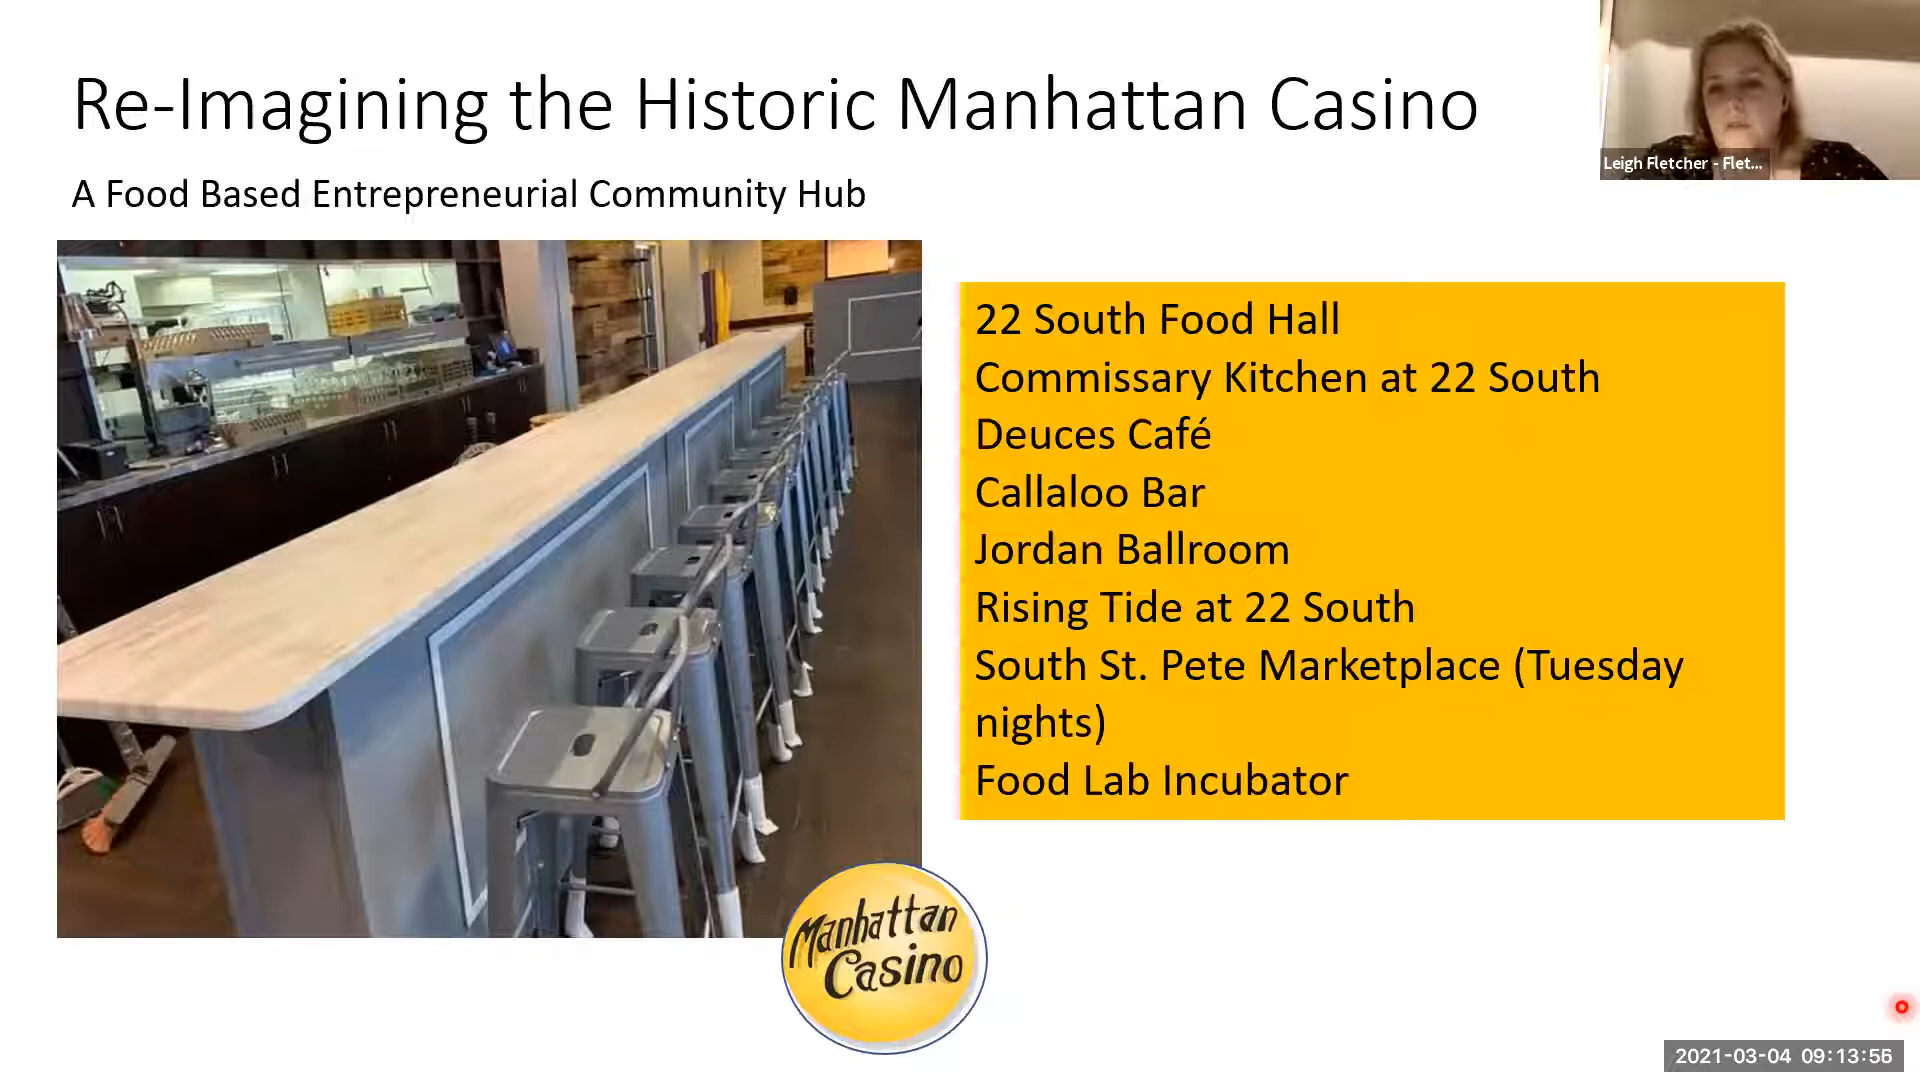 Re-Imagining the Historic Manhattan Casino
A Food Based Entrepreneurial Community Hub
Leigh Fletcher - Flet...
22 South Food Hall
Commissary Kitchen at 22 South
Deuces Café
Callaloo Bar
Jordan Ballroom
Rising Tide at 22 South
South St. Pete Marketplace (Tuesday
nights)
Food Lab Incubator
Manhattan
Casino
2021-03-04 09:13:56